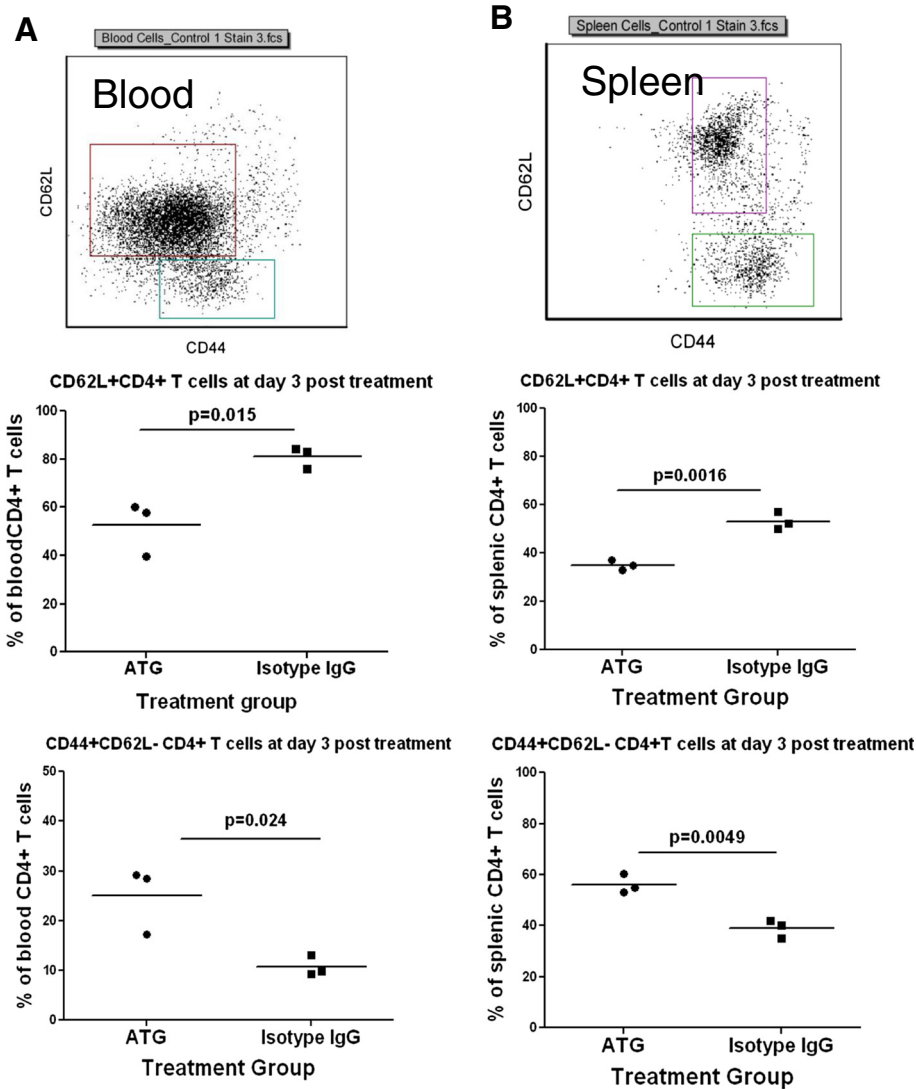 A
Blood Cells_Control 1 Stain 3.fcs
Blood
CD62L
CD44
CD62L+CD4+ T cells at day 3 post treatment
p=0.015
% of bloodCD4+ T cells
100
80
60
40
20
0
ATG Isotype IgG
Treatment group
CD44+CD62L- CD4+ T cells at day 3 post treatment
p=0.024
% of blood CD4+ T cells
50
40
30
20
10
0
ATG Isotype IgG
Treatment Group
B
Spleen Cells_Control 1 Stain 3.fcs
Spleen
CD62L
CD44
CD62L+CD4+ T cells at day 3 post treatment
p=0.0016
% of splenic CD4+ T cells
100
80
60
40
20
0
ATG Isotype IgG
Treatment Group
CD44+CD62L- CD4+T cells at day 3 post treatment
p=0.0049
% of splenic CD4+ T cells
100
80
60
40
20
0
ATG Isotype IgG
Treatment Group